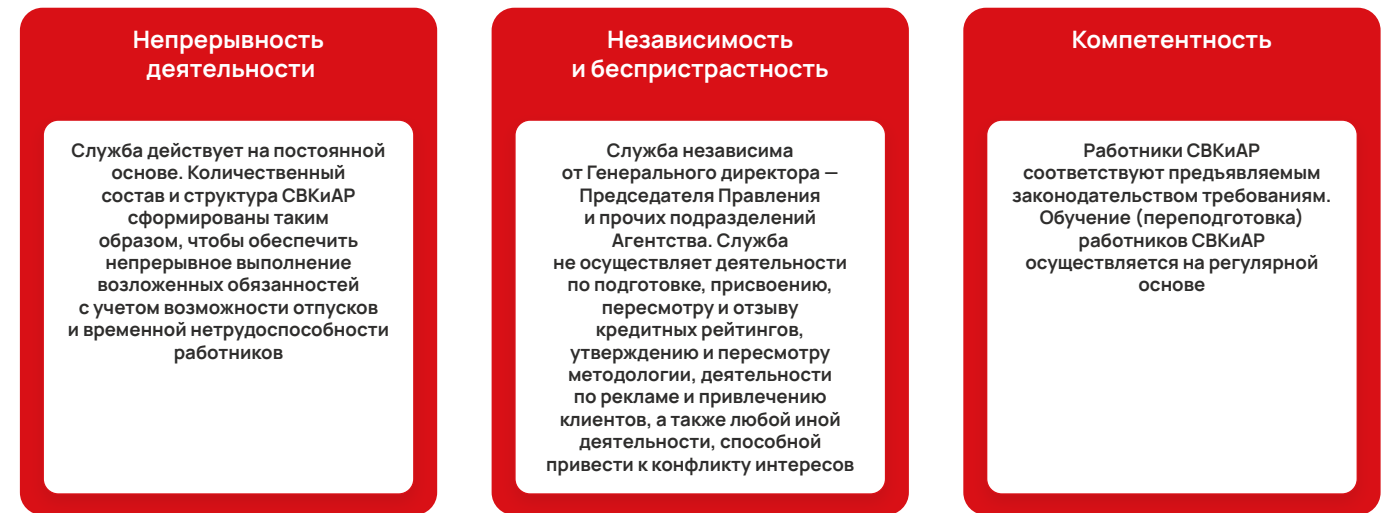 Непрерывность
деятельности
Служба действует на постоянной
основе. Количественный
состав и структура СВКиАР
сформированы таким
образом, чтобы обеспечить
непрерывное выполнение
возложенных обязанностей
с учетом возможности отпусков
и временной нетрудоспособности
работников
Независимость
и беспристрастность
Служба независима
от Генерального директора —
Председателя Правления
и прочих подразделений
Агентства. Служба
не осуществляет деятельности
по подготовке, присвоению,
пересмотру и отзыву
кредитных рейтингов,
утверждению и пересмотру
методологии, деятельности
по рекламе и привлечению
клиентов, а также любой иной
деятельности, способной
привести к конфликту интересов
Компетентность
Работники СВКиАР
соответствуют предъявляемым
законодательством требованиям.
Обучение (переподготовка)
работников СВКиАР
осуществляется на регулярной
основе